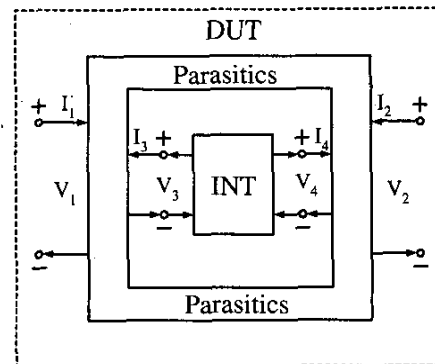 DUT
Parasitics
+ I₁ I₂ +
I₃ + + I₄
V₁ V₃ INT V₄ V₂
− −
− −
Parasitics